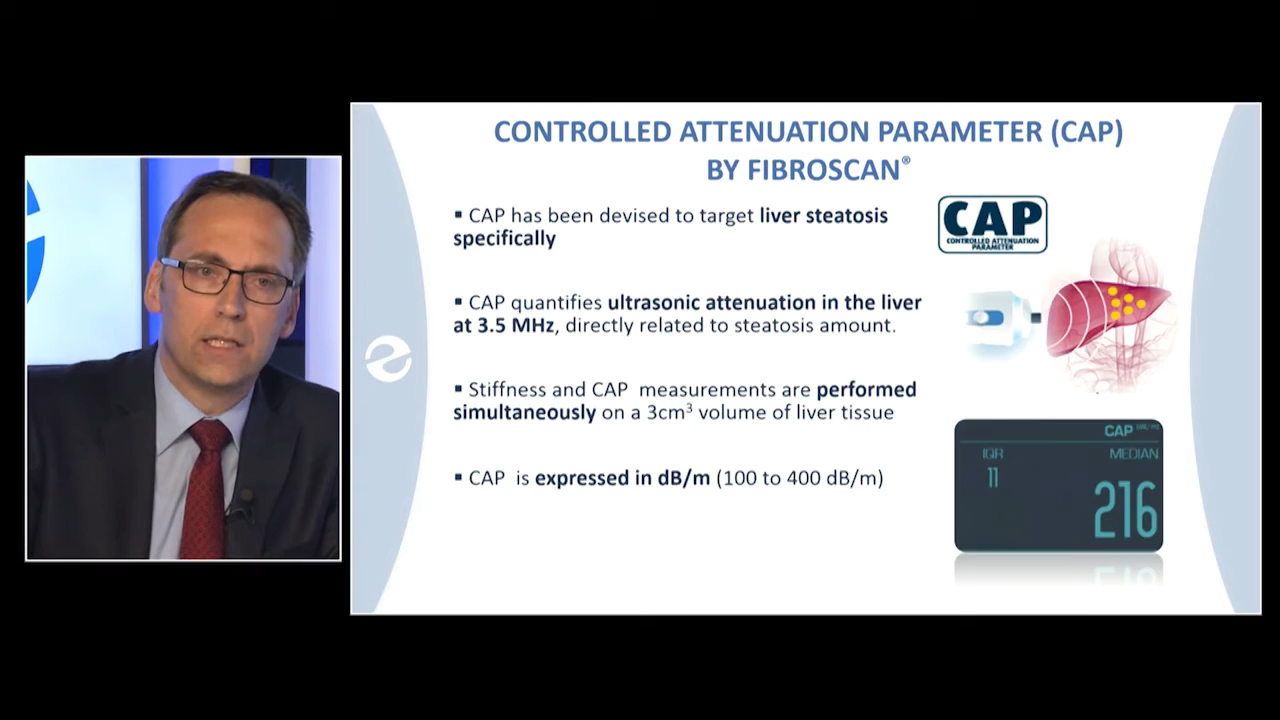 CONTROLLED ATTENUATION PARAMETER (CAP)
BY FIBROSCAN®
▪ CAP has been devised to target liver steatosis
specifically
CAP
CONTROLLED ATTENUATION
PARAMETER
▪ CAP quantifies ultrasonic attenuation in the liver
at 3.5 MHz, directly related to steatosis amount.
▪ Stiffness and CAP measurements are performed
simultaneously on a 3cm³ volume of liver tissue
▪ CAP is expressed in dB/m (100 to 400 dB/m)
CAP (dB/m)
IQR MEDIAN
11
216